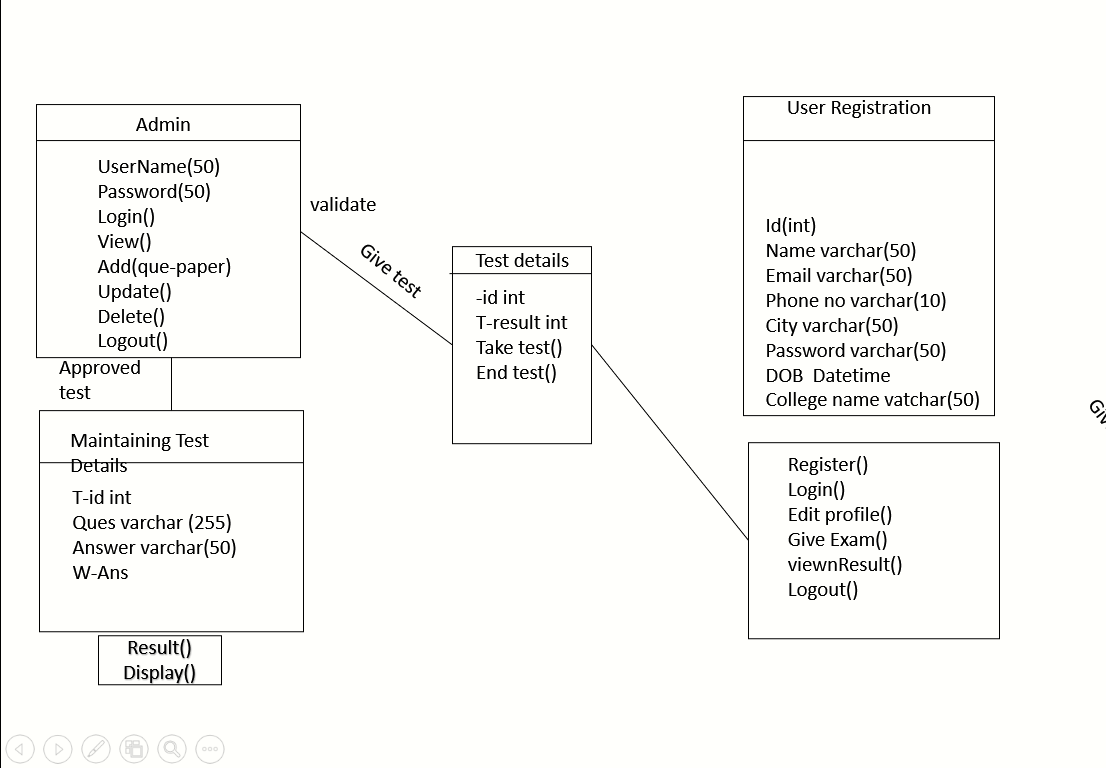 Admin
UserName(50)
Password(50)
Login()
View()
Add(que-paper)
Update()
Delete()
Logout()
validate
Give test
Approved
test
Maintaining Test
Details
T-id int
Ques varchar (255)
Answer varchar(50)
W-Ans
Result()
Display()
Test details
-id int
T-result int
Take test()
End test()
User Registration
Id(int)
Name varchar(50)
Email varchar(50)
Phone no varchar(10)
City varchar(50)
Password varchar(50)
DOB  Datetime
College name vatchar(50)
Register()
Login()
Edit profile()
Give Exam()
viewnResult()
Logout()